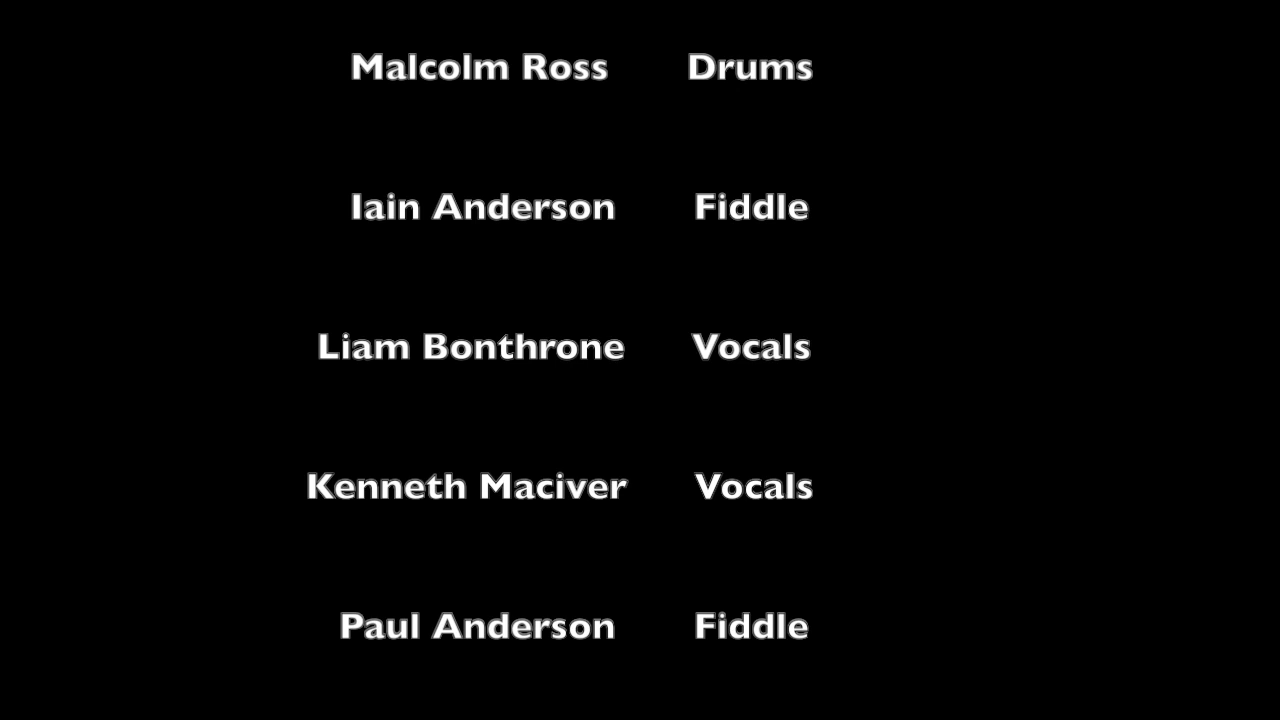 Malcolm Ross Drums
Iain Anderson Fiddle
Liam Bonthrone Vocals
Kenneth Maciver Vocals
Paul Anderson Fiddle